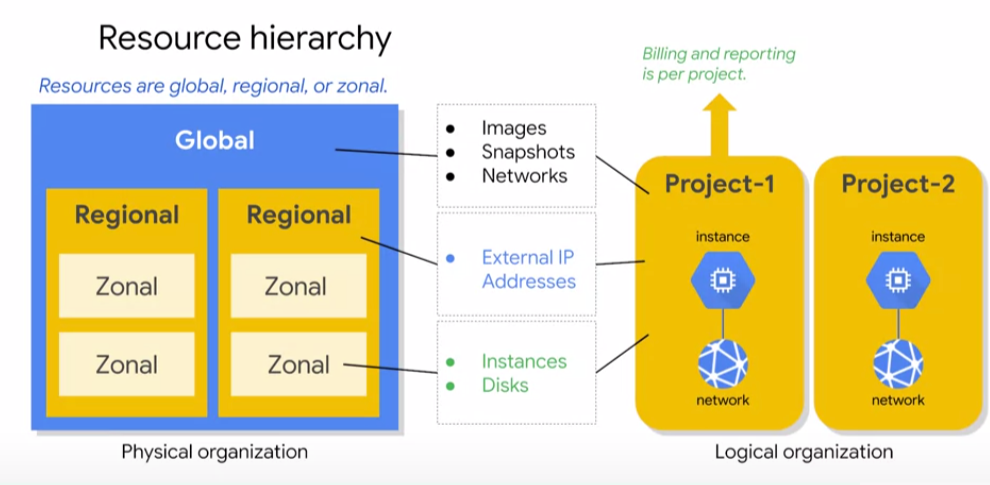 Resource hierarchy
Resources are global, regional, or zonal.
Global
Regional
Zonal
Zonal
Regional
Zonal
Zonal
Physical organization
Images
Snapshots
Networks
External IP
Addresses
Instances
Disks
Billing and reporting
is per project.
Project-1
instance
network
Project-2
instance
network
Logical organization